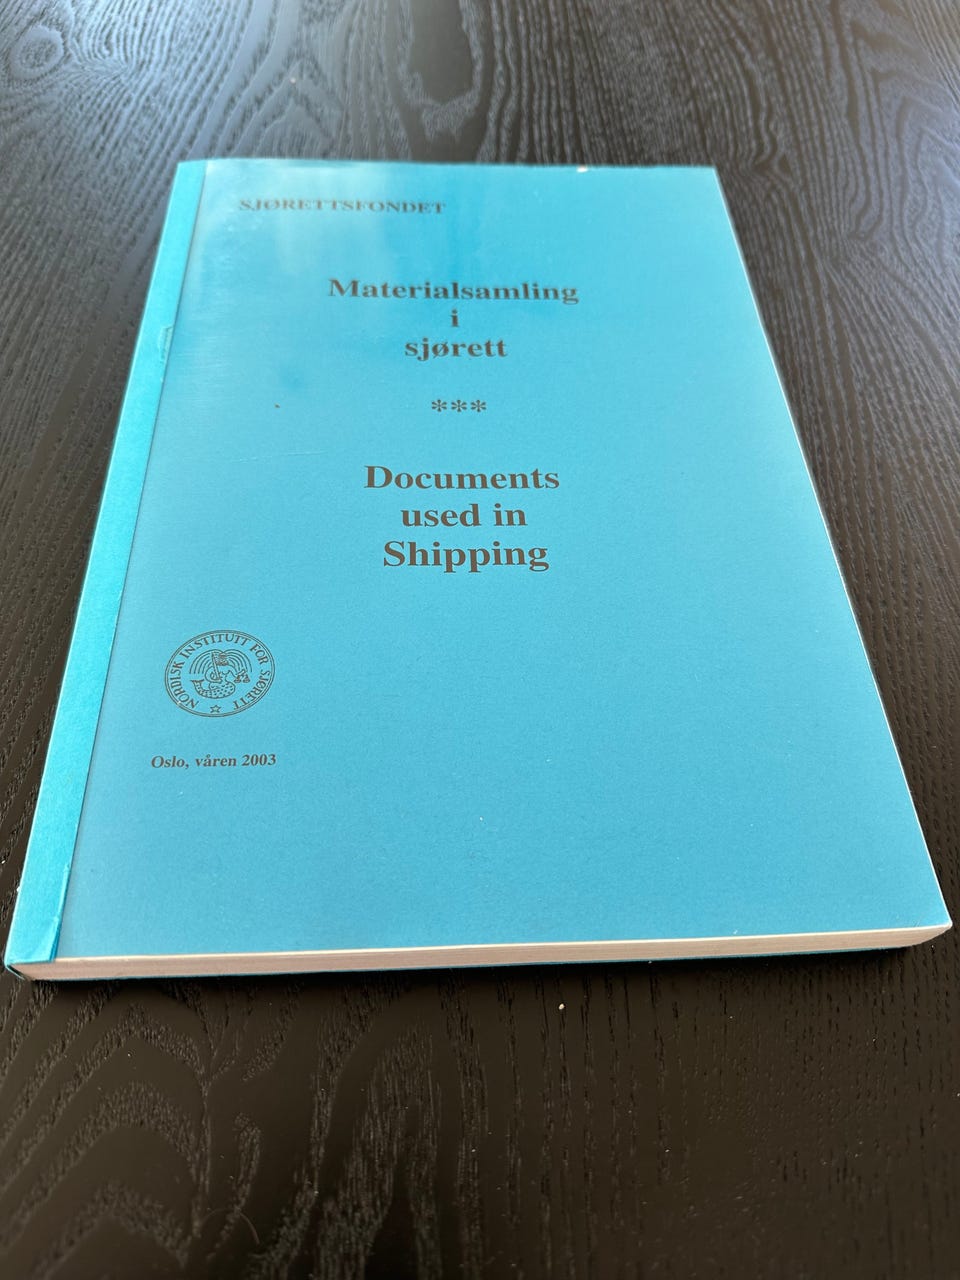 SJØRETTSFONDET
Materialsamling
i
sjørett
***
Documents
used in
Shipping
NORDISK INSTITUTT FOR SJØRETT
Oslo, våren 2003